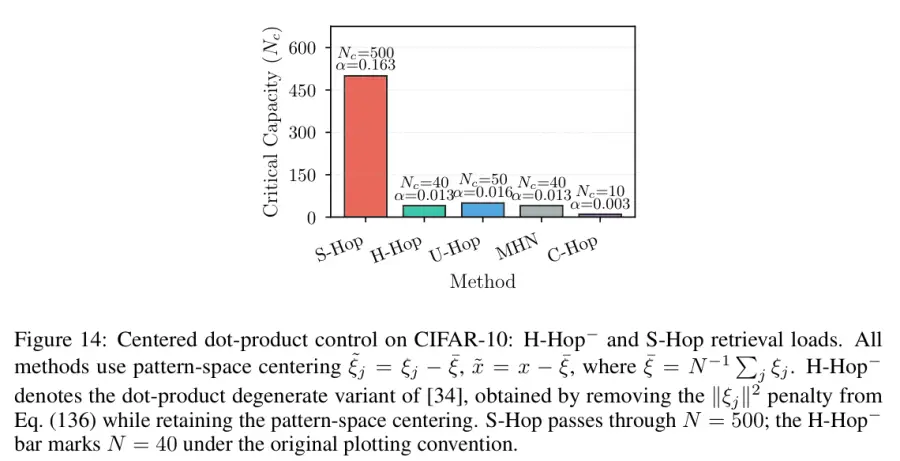 600
450
300
150
0
Critical Capacity (N_c)
N_c=500
α=0.163
N_c=40
α=0.013
N_c=50
α=0.016
N_c=40
α=0.013
N_c=10
α=0.003
S-Hop
H-Hop
U-Hop
MHN
C-Hop
Method
Figure 14: Centered dot-product control on CIFAR-10: H-Hop⁻ and S-Hop retrieval loads. All
methods use pattern-space centering ξ̃_j = ξ_j − ξ̄, x̃ = x − ξ̄, where ξ̄ = N⁻¹ ∑_j ξ_j. H-Hop⁻
denotes the dot-product degenerate variant of [34], obtained by removing the ‖ξ_j‖² penalty from
Eq. (136) while retaining the pattern-space centering. S-Hop passes through N = 500; the H-Hop⁻
bar marks N = 40 under the original plotting convention.